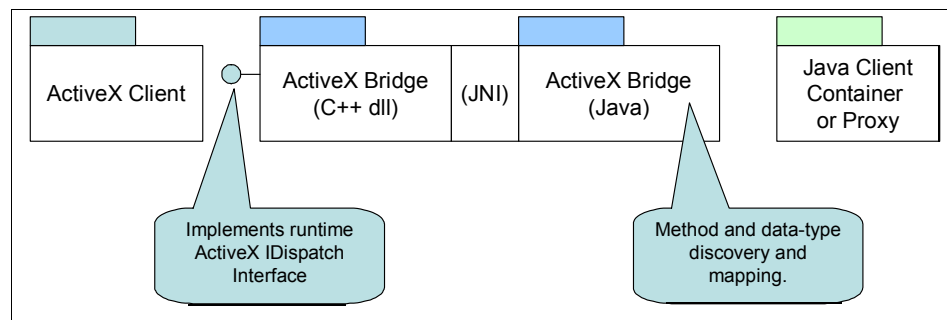 ActiveX Client
ActiveX Bridge
(C++ dll)
(JNI)
ActiveX Bridge
(Java)
Java Client
Container
or Proxy
Implements runtime
ActiveX IDispatch
Interface
Method and data-type
discovery and
mapping.